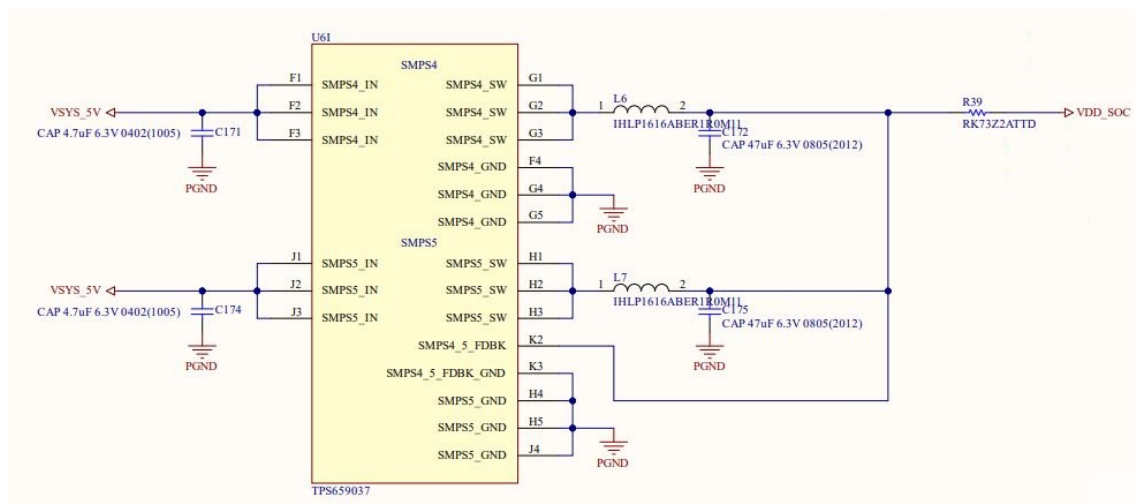 U6I
SMPS4
F1 SMPS4_IN SMPS4_SW G1
VSYS_5V F2 SMPS4_IN SMPS4_SW G2 1 L6 2 R39 VDD_SOC
IHLP1616ABER1R0M11 RK73Z2ATTD
CAP 4.7uF 6.3V 0402(1005) C171 F3 SMPS4_IN SMPS4_SW G3 C172
CAP 47uF 6.3V 0805(2012)
SMPS4_GND F4
PGND PGND
SMPS4_GND G4
SMPS4_GND G5
PGND
SMPS5
J1 SMPS5_IN SMPS5_SW H1
VSYS_5V J2 SMPS5_IN SMPS5_SW H2 1 L7 2
IHLP1616ABER1R0M11
CAP 4.7uF 6.3V 0402(1005) C174 J3 SMPS5_IN SMPS5_SW H3 C175
CAP 47uF 6.3V 0805(2012)
SMPS4_5_FDBK K2
PGND PGND
SMPS4_5_FDBK_GND K3
SMPS5_GND H4
SMPS5_GND H5
SMPS5_GND J4
PGND
TPS659037